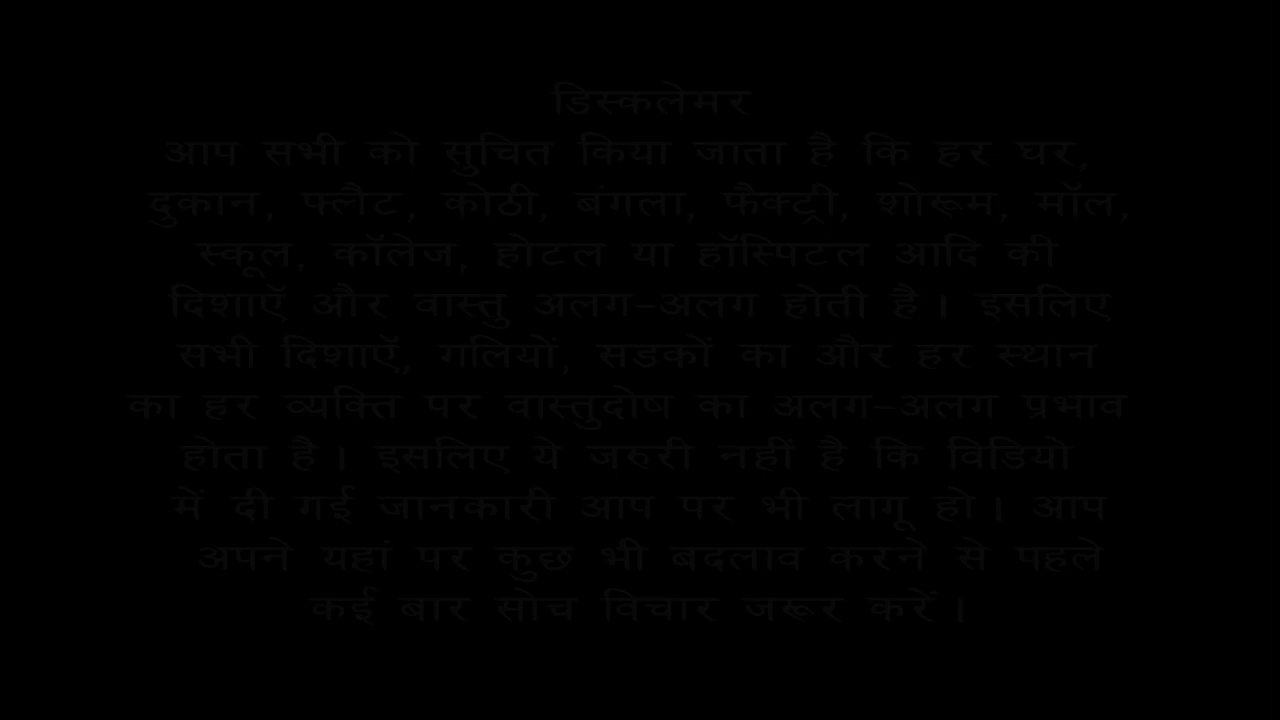 डिस्कलेमर
आप सभी को सुचित किया जाता है कि हर घर,
दुकान, फ्लैट, कोठी, बंगला, फैक्ट्री, शोरूम, मॉल,
स्कूल, कॉलेज, होटल या हॉस्पिटल आदि की
दिशाऍ और वास्तु अलग-अलग होती है। इसलिए
सभी दिशाऍ, गलियों, सडकों का और हर स्थान
का हर व्यक्ति पर वास्तुदोष का अलग-अलग प्रभाव
होता है। इसलिए ये जरुरी नहीं है कि विडियो
में दी गई जानकारी आप पर भी लागू हो। आप
अपने यहां पर कुछ भी बदलाव करने से पहले
कई बार सोच विचार जरूर करें।